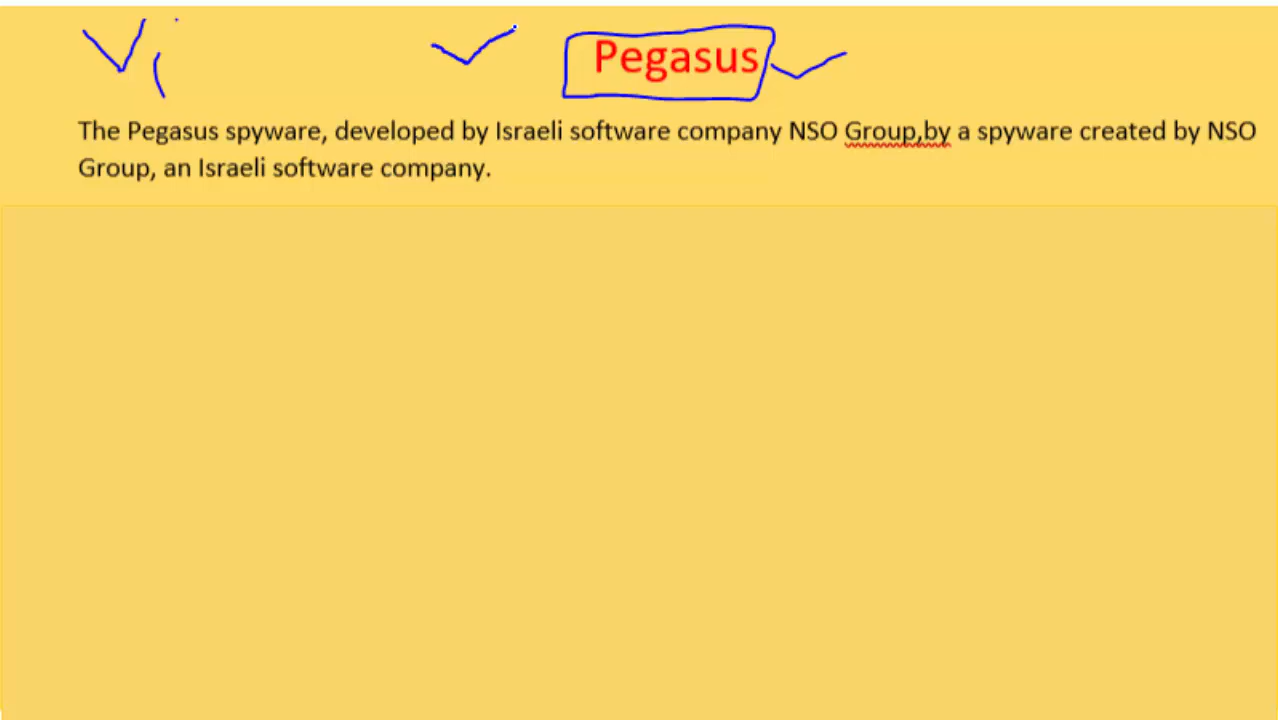 Pegasus
The Pegasus spyware, developed by Israeli software company NSO Group,by a spyware created by NSO
Group, an Israeli software company.